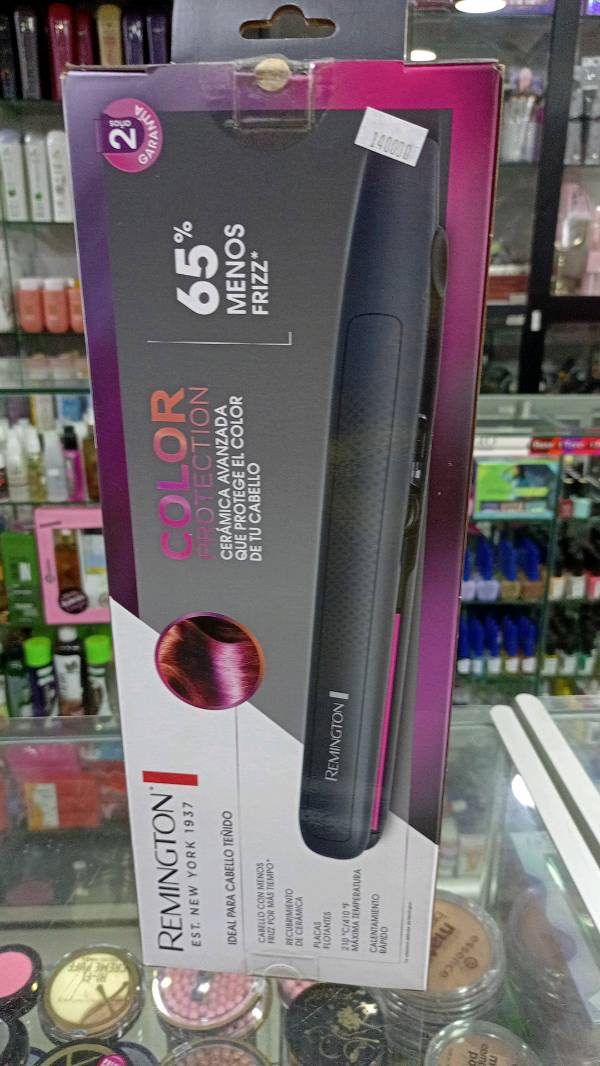 2 AÑOS
GARANTÍA
140000
65%
MENOS
FRIZZ*
COLOR
PROTECTION
CERÁMICA AVANZADA
QUE PROTEGE EL COLOR
DE TU CABELLO
REMINGTON
REMINGTON
EST. NEW YORK 1937
IDEAL PARA CABELLO TEÑIDO
CABELLO CON MENOS
FRIZZ POR MÁS TIEMPO*
RECUBRIMIENTO
DE CERÁMICA
PLACAS
FLOTANTES
210 °C/410 °F
MÁXIMA TEMPERATURA
CALENTAMIENTO
RÁPIDO
essence